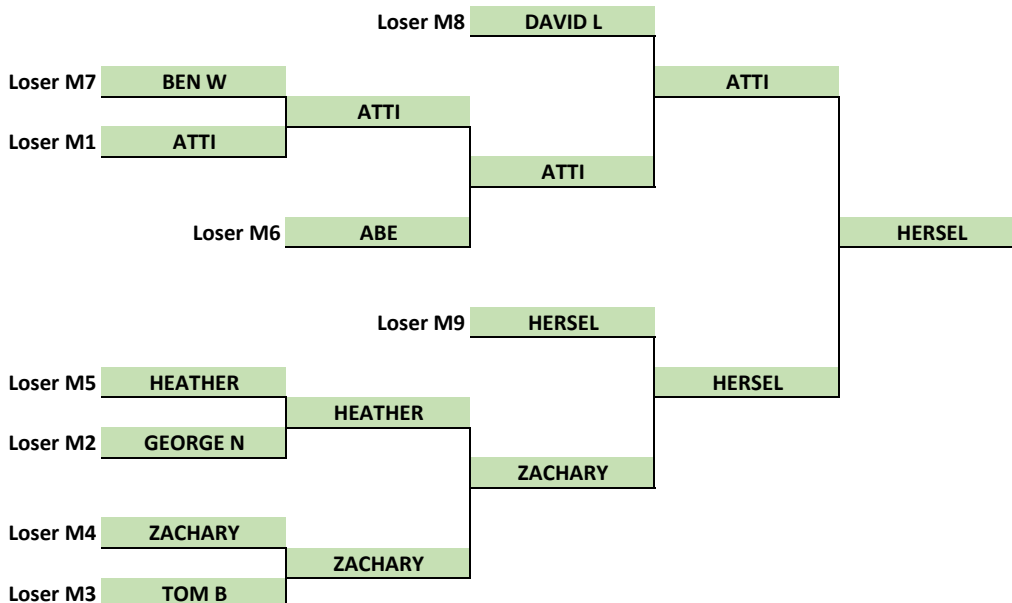 Loser M8 DAVID L
Loser M7 BEN W ATTI
ATTI
Loser M1 ATTI
ATTI
Loser M6 ABE HERSEL
Loser M9 HERSEL
Loser M5 HEATHER HERSEL
HEATHER
Loser M2 GEORGE N
ZACHARY
Loser M4 ZACHARY
ZACHARY
Loser M3 TOM B